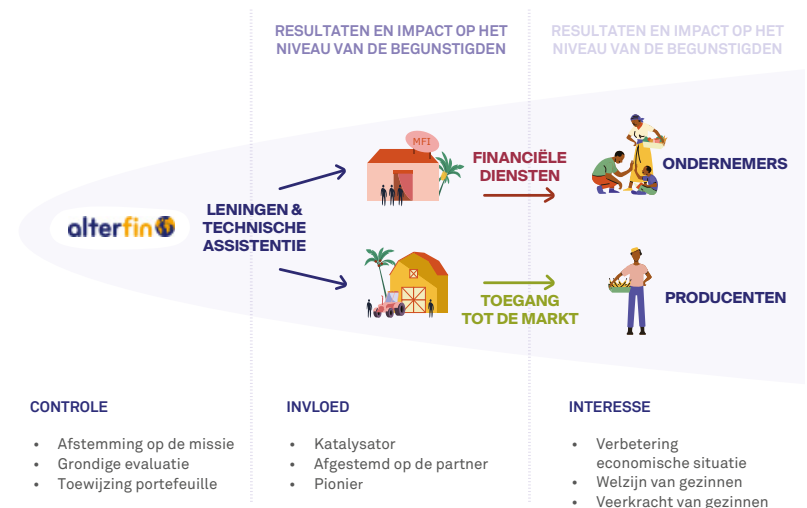 RESULTATEN EN IMPACT OP HET
NIVEAU VAN DE BEGUNSTIGDEN
RESULTATEN EN IMPACT OP HET
NIVEAU VAN DE BEGUNSTIGDEN
MFI
FINANCIËLE
DIENSTEN
ONDERNEMERS
alterfin
LENINGEN &
TECHNISCHE
ASSISTENTIE
TOEGANG
TOT DE MARKT
PRODUCENTEN
CONTROLE
• Afstemming op de missie
• Grondige evaluatie
• Toewijzing portefeuille
INVLOED
• Katalysator
• Afgestemd op de partner
• Pionier
INTERESSE
• Verbetering
economische situatie
• Welzijn van gezinnen
• Veerkracht van gezinnen